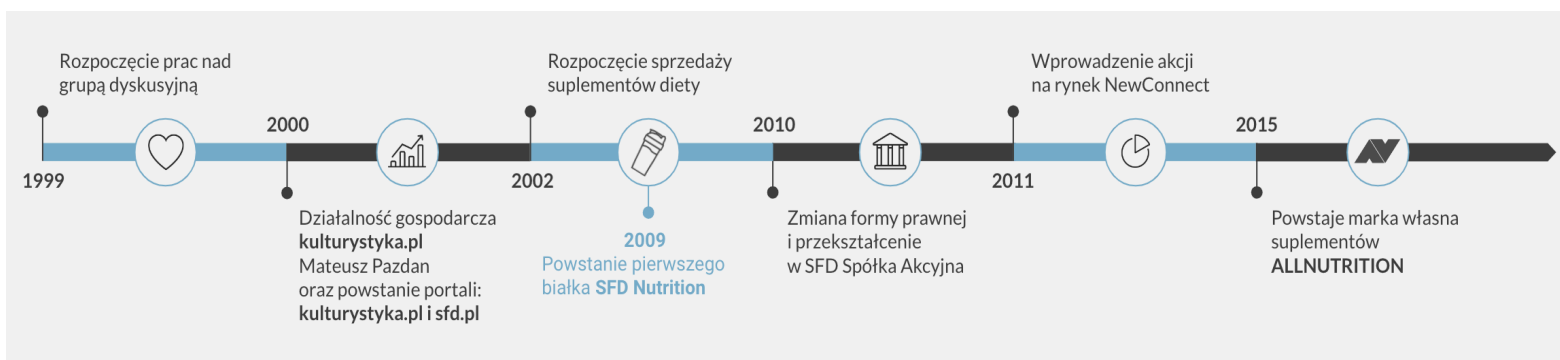 1999
Rozpoczęcie prac nad
grupą dyskusyjną
2000
Działalność gospodarcza
kulturystyka.pl
Mateusz Pazdan
oraz powstanie portali:
kulturystyka.pl i sfd.pl
2002
Rozpoczęcie sprzedaży
suplementów diety
2009
Powstanie pierwszego
białka SFD Nutrition
2010
Zmiana formy prawnej
i przekształcenie
w SFD Spółka Akcyjna
2011
Wprowadzenie akcji
na rynek NewConnect
2015
Powstaje marka własna
suplementów
ALLNUTRITION